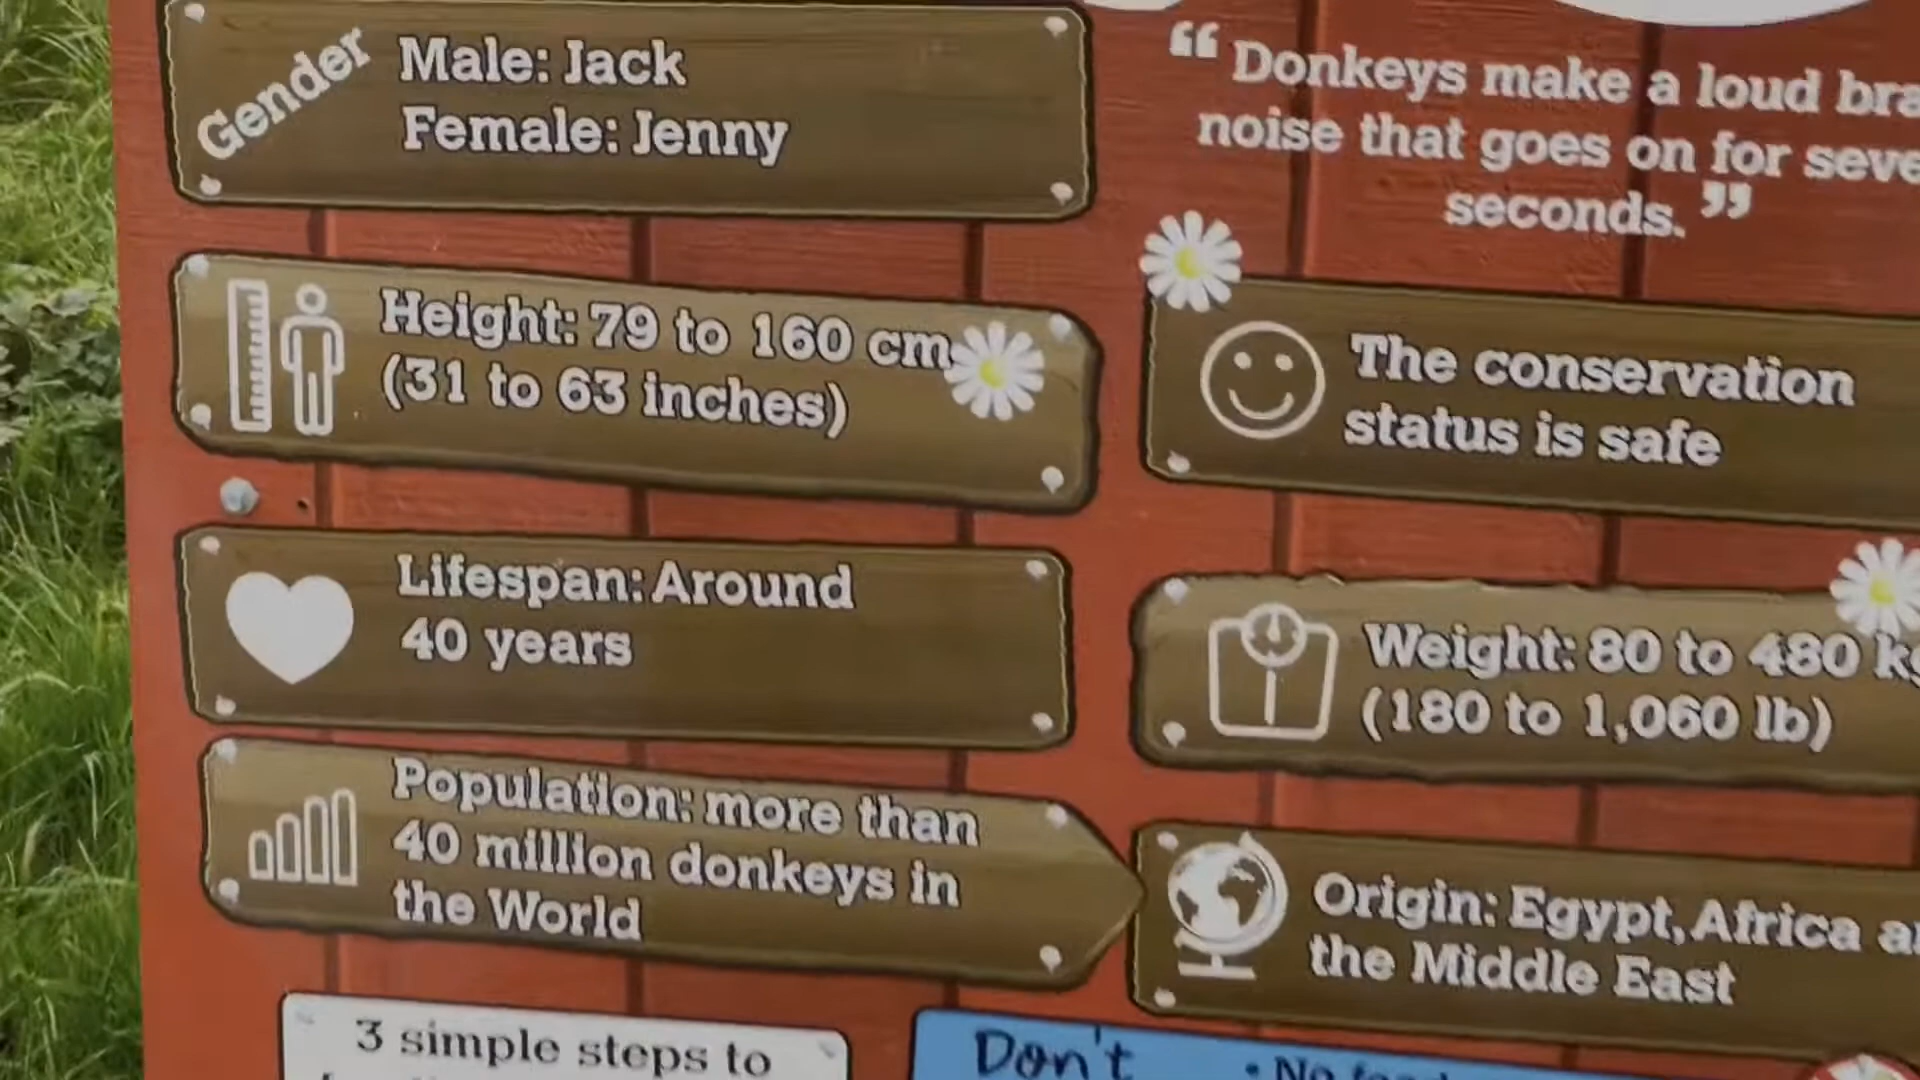 Gender
Male: Jack
Female: Jenny
Height: 79 to 160 cm
(31 to 63 inches)
Lifespan: Around
40 years
Population: more than
40 million donkeys in
the World
3 simple steps to
“Donkeys make a loud
noise that goes on for
seconds.”
The conservation
status is safe
Weight: 80 to 480 kg
(180 to 1,060 lb)
Origin: Egypt, Africa
the Middle East
Don't
• No